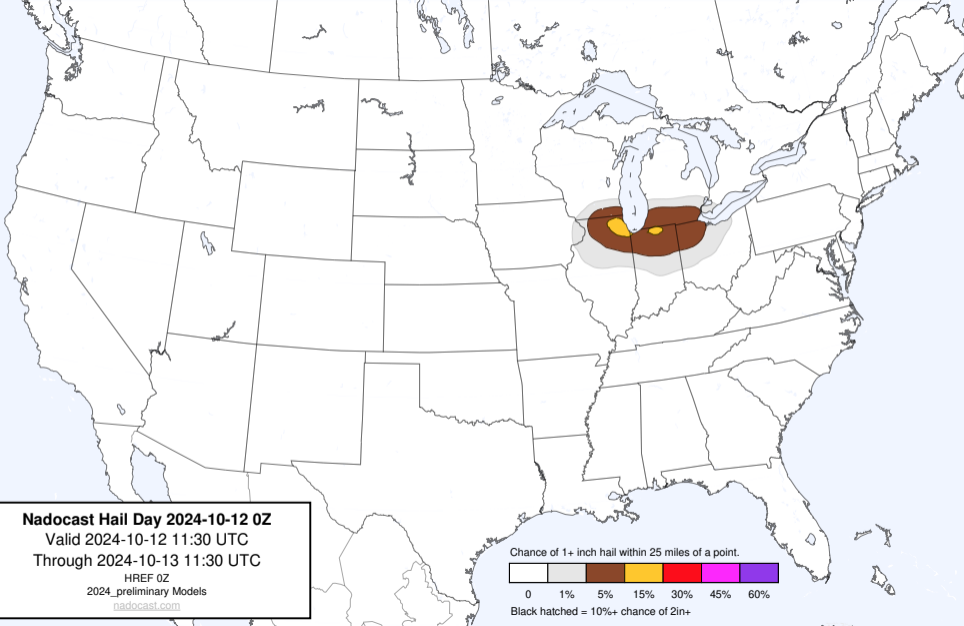 Nadocast Hail Day 2024-10-12 0Z
Valid 2024-10-12 11:30 UTC
Through 2024-10-13 11:30 UTC
HREF 0Z
2024_preliminary Models
nadocast.com
Chance of 1+ inch hail within 25 miles of a point.
0 1% 5% 15% 30% 45% 60%
Black hatched = 10%+ chance of 2in+